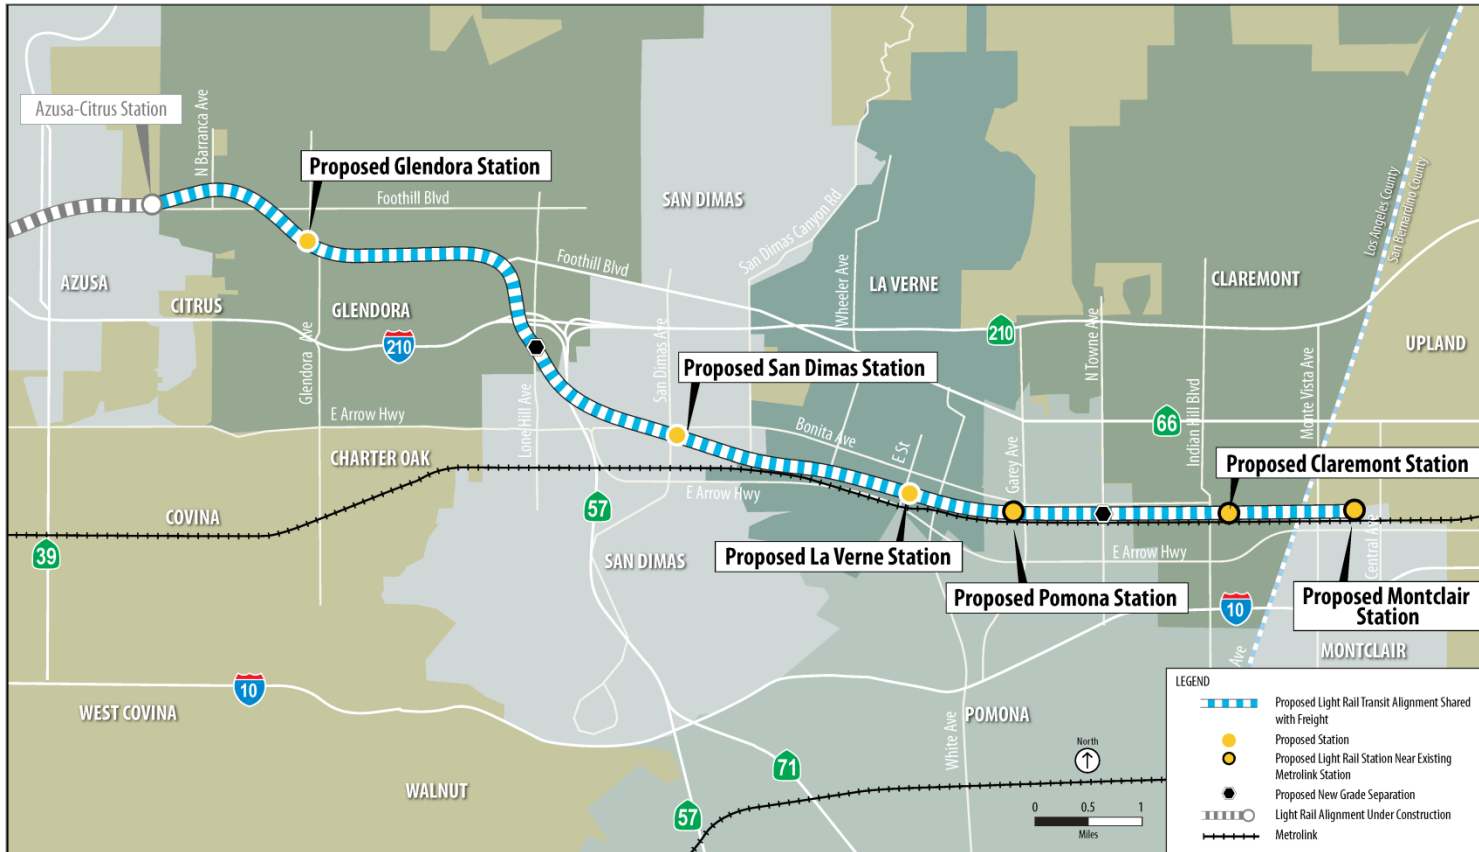 Azusa-Citrus Station
N Barranca Ave
Proposed Glendora Station
Foothill Blvd
SAN DIMAS
San Dimas Canyon Rd
Foothill Blvd
Wheeler Ave
LA VERNE
Los Angeles County
San Bernardino County
CLAREMONT
AZUSA
CITRUS
GLENDORA
210
Glendora Ave
San Dimas Ave
210
N Towne Ave
Monte Vista Ave
UPLAND
Proposed San Dimas Station
E Arrow Hwy
Lone Hill Ave
Bonita Ave
E St
Garey Ave
66
Indian Hill Blvd
CHARTER OAK
Proposed Claremont Station
COVINA
57
E Arrow Hwy
39
SAN DIMAS
Proposed La Verne Station
E Arrow Hwy
Central Ave
Proposed Pomona Station
10
Proposed Montclair
Station
MONTCLAIR
Ave
10
WEST COVINA
POMONA
White Ave
71
WALNUT
57
North
0 0.5 1
Miles
LEGEND
Proposed Light Rail Transit Alignment Shared
with Freight
Proposed Station
Proposed Light Rail Station Near Existing
Metrolink Station
Proposed New Grade Separation
Light Rail Alignment Under Construction
Metrolink